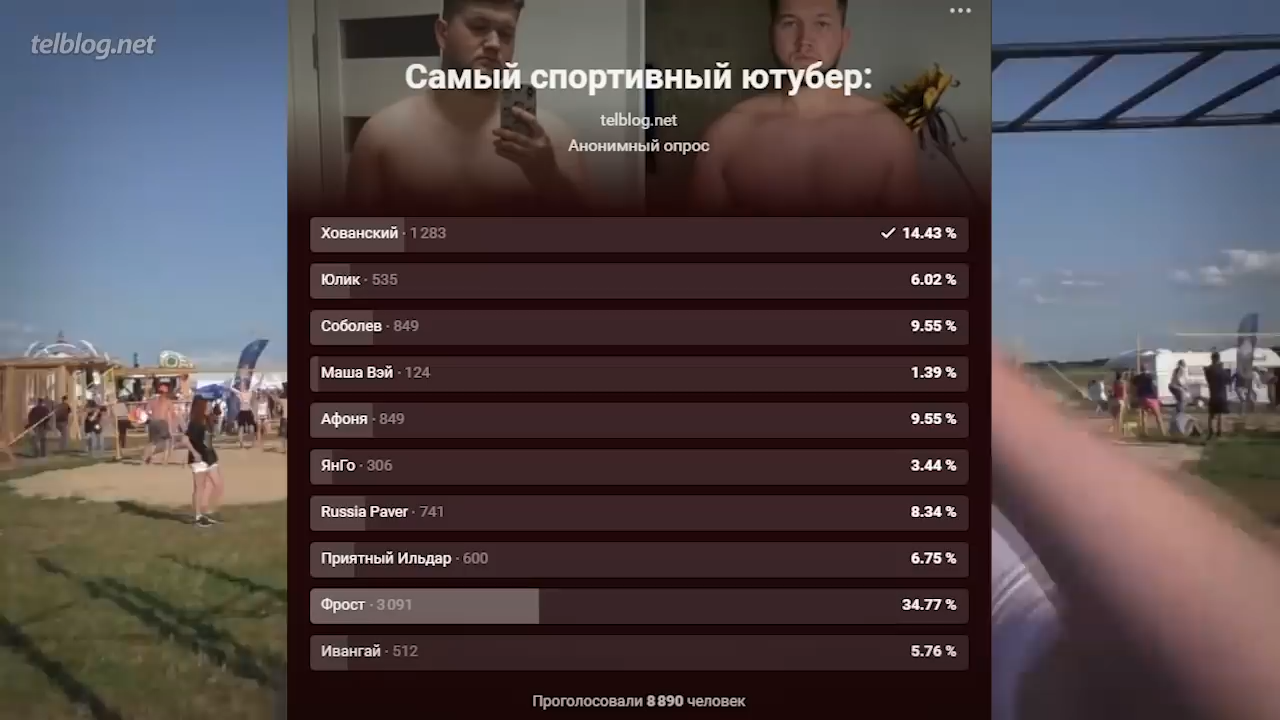 telblog.net
Самый спортивный ютубер:
telblog.net
Анонимный опрос
Хованский · 1 283 14.43 %
Юлик · 535 6.02 %
Соболев · 849 9.55 %
Маша Вэй · 124 1.39 %
Афоня · 849 9.55 %
ЯнГо · 306 3.44 %
Russia Paver · 741 8.34 %
Приятный Ильдар · 600 6.75 %
Фрост · 3 091 34.77 %
Ивангай · 512 5.76 %
Проголосовали 8 890 человек